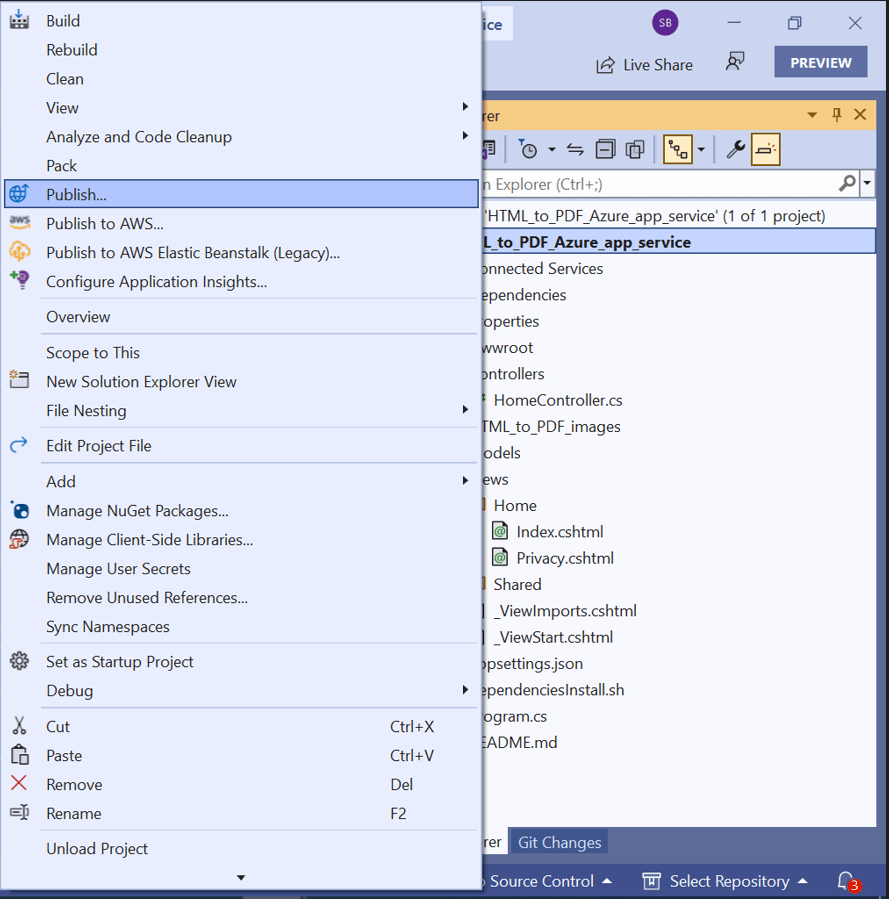 Build
Rebuild
Clean
View
Analyze and Code Cleanup
Pack
Publish...
Publish to AWS...
Publish to AWS Elastic Beanstalk (Legacy)...
Configure Application Insights...
Overview
Scope to This
New Solution Explorer View
File Nesting
Edit Project File
Add
Manage NuGet Packages...
Manage Client-Side Libraries...
Manage User Secrets
Remove Unused References...
Sync Namespaces
Set as Startup Project
Debug
Cut Ctrl+X
Paste Ctrl+V
Remove Del
Rename F2
Unload Project
aws
ice
SB
Live Share
PREVIEW
rer
n Explorer (Ctrl+;)
'HTML_to_PDF_Azure_app_service' (1 of 1 project)
L_to_PDF_Azure_app_service
onnected Services
ependencies
roperties
wwroot
ontrollers
HomeController.cs
TML_to_PDF_images
odels
ews
Home
Index.cshtml
Privacy.cshtml
Shared
_ViewImports.cshtml
_ViewStart.cshtml
ppsettings.json
ependenciesInstall.sh
ogram.cs
EADME.md
rer
Git Changes
o Source Control
Select Repository
3